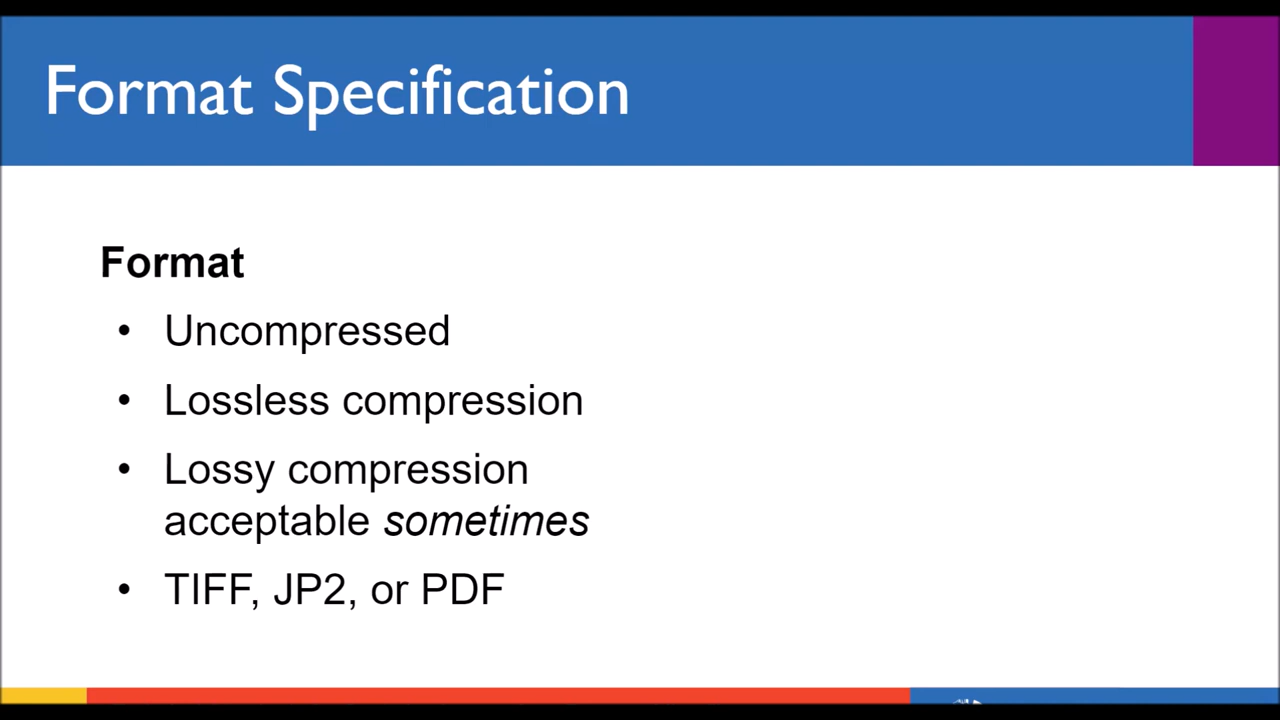 Format Specification
Format
• Uncompressed
• Lossless compression
• Lossy compression
acceptable sometimes
• TIFF, JP2, or PDF